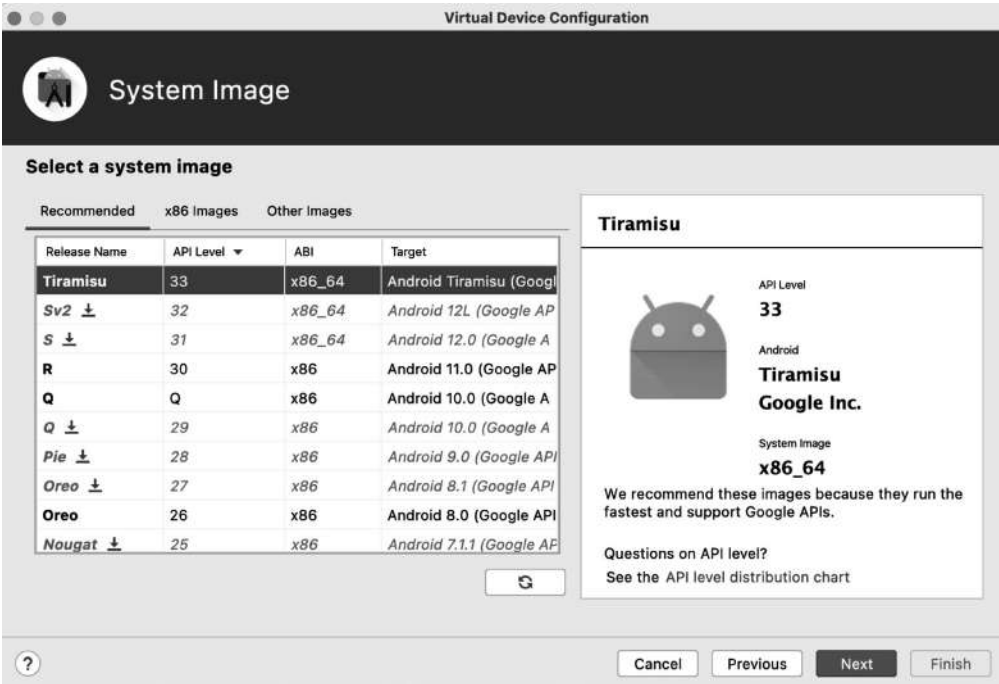 Virtual Device Configuration
System Image
Select a system image
Recommended x86 Images Other Images
Release Name API Level ABI Target
Tiramisu 33 x86_64 Android Tiramisu (Googl
Sv2 32 x86_64 Android 12L (Google AP
S 31 x86_64 Android 12.0 (Google A
R 30 x86 Android 11.0 (Google AP
Q Q x86 Android 10.0 (Google A
Q 29 x86 Android 10.0 (Google A
Pie 28 x86 Android 9.0 (Google API
Oreo 27 x86 Android 8.1 (Google API
Oreo 26 x86 Android 8.0 (Google API
Nougat 25 x86 Android 7.1.1 (Google AP
Tiramisu
API Level
33
Android
Tiramisu
Google Inc.
System Image
x86_64
We recommend these images because they run the
fastest and support Google APIs.
Questions on API level?
See the API level distribution chart
? Cancel Previous Next Finish